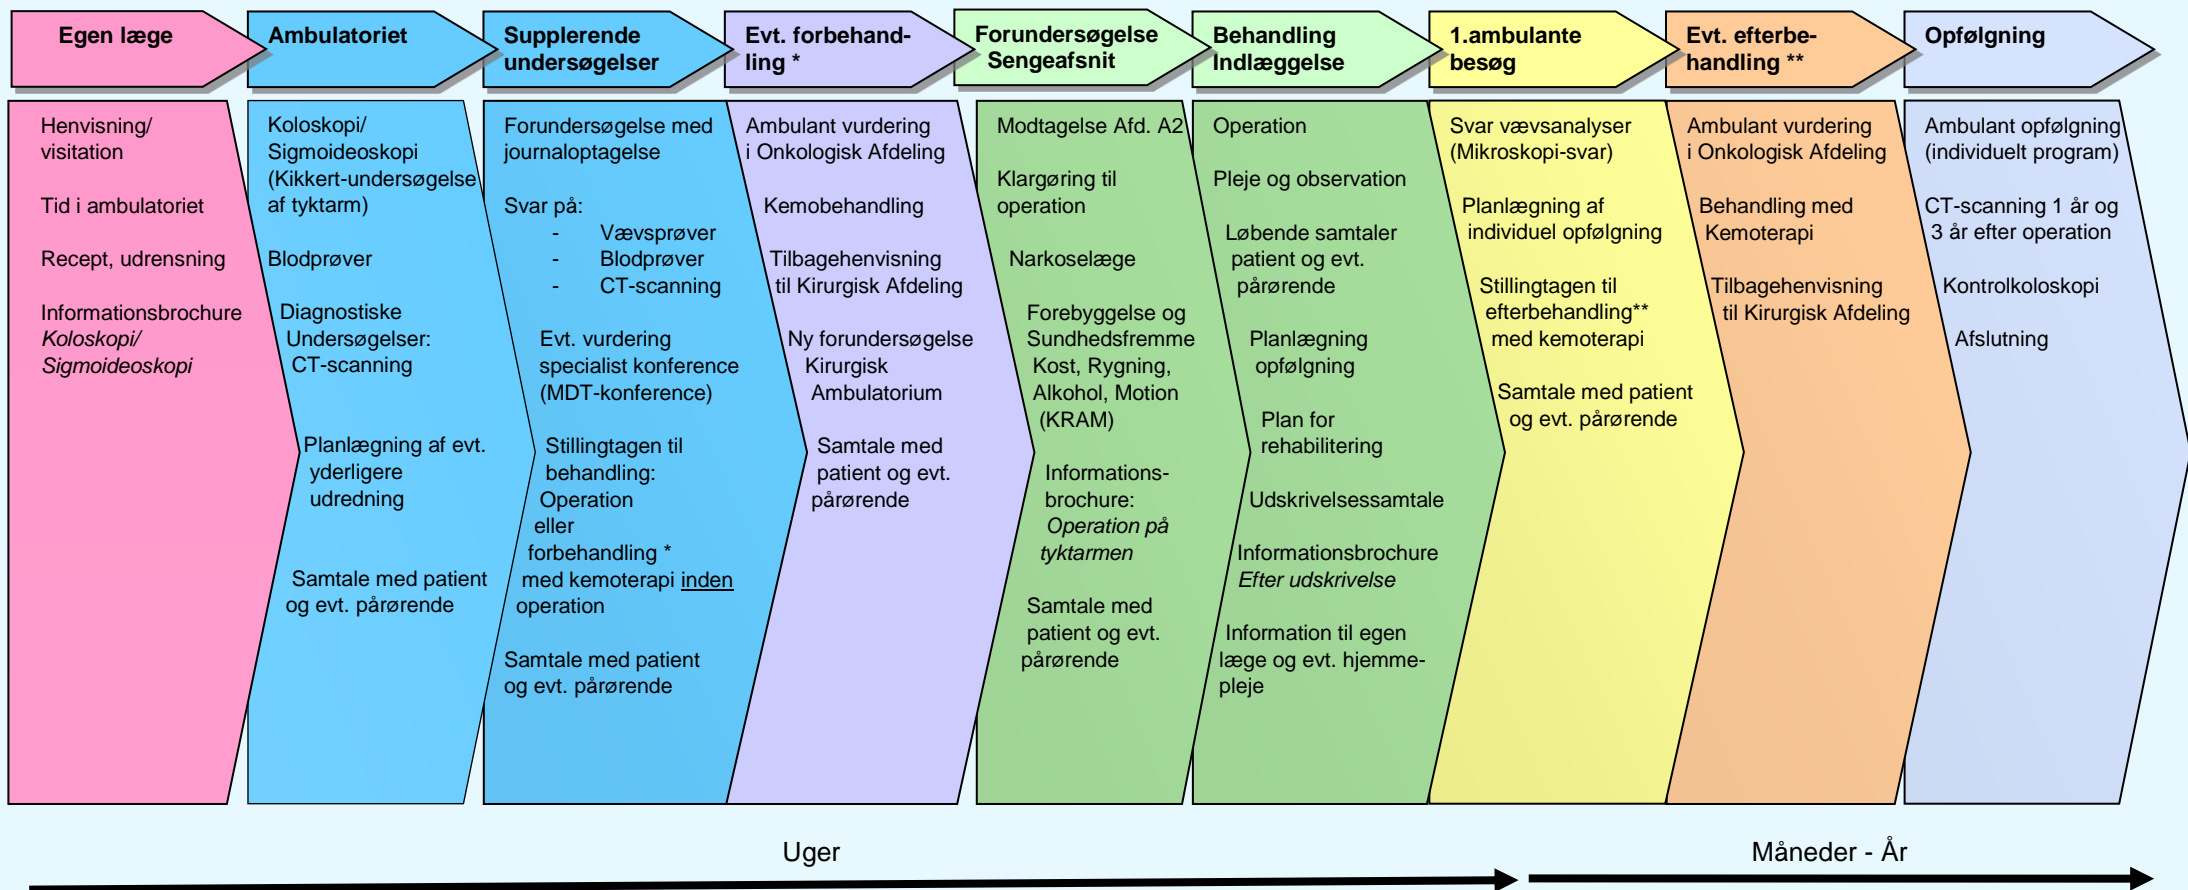 Egen læge
Ambulatoriet
Supplerende
undersøgelser
Evt. forbehand-
ling *
Forundersøgelse
Sengeafsnit
Behandling
Indlæggelse
1.ambulante
besøg
Evt. efterbe-
handling **
Opfølgning
Henvisning/
visitation
Tid i ambulatoriet
Recept, udrensning
Informationsbrochure
Koloskopi/
Sigmoideoskopi
Koloskopi/
Sigmoideoskopi
(Kikkert-undersøgelse
af tyktarm)
Blodprøver
Diagnostiske
Undersøgelser:
CT-scanning
Planlægning af evt.
yderligere
udredning
Samtale med patient
og evt. pårørende
Forundersøgelse med
journaloptagelse
Svar på:
- Vævsprøver
- Blodprøver
- CT-scanning
Evt. vurdering
specialist konference
(MDT-konference)
Stillingtagen til
behandling:
Operation
eller
forbehandling *
med kemoterapi inden
operation
Samtale med patient
og evt. pårørende
Ambulant vurdering
i Onkologisk Afdeling
Kemobehandling
Tilbagehenvisning
til Kirurgisk Afdeling
Ny forundersøgelse
Kirurgisk
Ambulatorium
Samtale med
patient og evt.
pårørende
Modtagelse Afd. A2
Klargøring til
operation
Narkoselæge
Forebyggelse og
Sundhedsfremme
Kost, Rygning,
Alkohol, Motion
(KRAM)
Informations-
brochure:
Operation på
tyktarmen
Samtale med
patient og evt.
pårørende
Operation
Pleje og observation
Løbende samtaler
patient og evt.
pårørende
Planlægning
opfølgning
Plan for
rehabilitering
Udskrivelsessamtale
Informationsbrochure
Efter udskrivelse
Information til egen
læge og evt. hjemme-
pleje
Svar vævsanalyser
(Mikroskopi-svar)
Planlægning af
individuel opfølgning
Stillingtagen til
efterbehandling**
med kemoterapi
Samtale med patient
og evt. pårørende
Ambulant vurdering
i Onkologisk Afdeling
Behandling med
Kemoterapi
Tilbagehenvisning
til Kirurgisk Afdeling
Ambulant opfølgning
(individuelt program)
CT-scanning 1 år og
3 år efter operation
Kontrolkoloskopi
Afslutning
Uger
Måneder - År